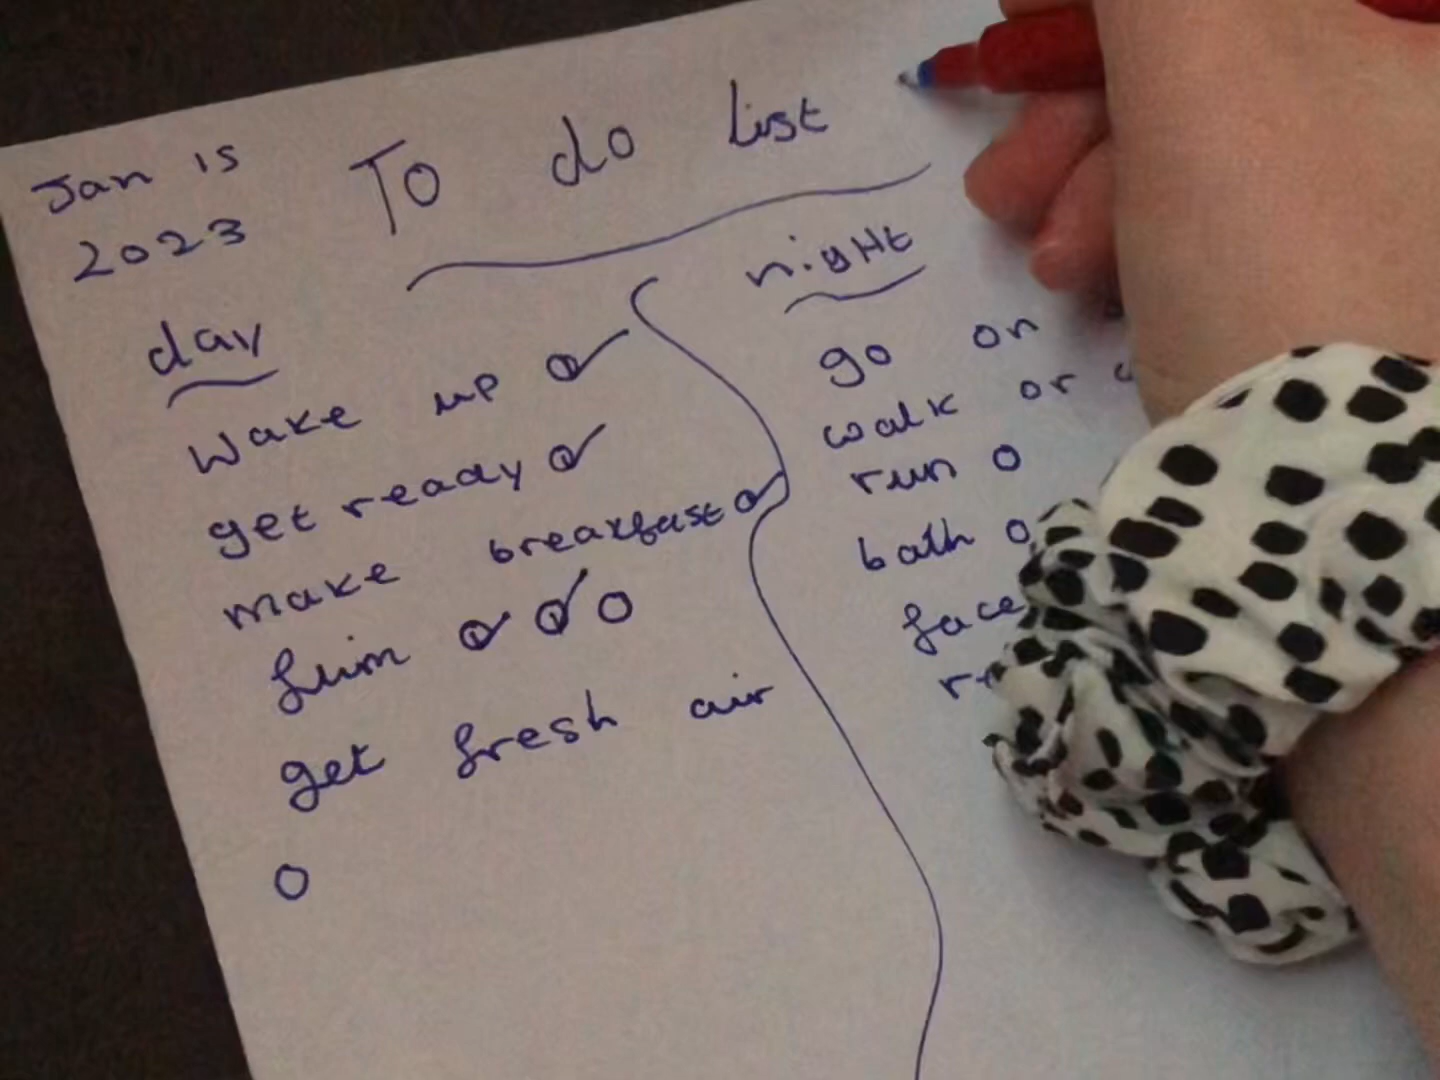 Jan 15
2023
To do list
day
Wake up
get ready
make breakfast
get fresh air
night
go on
walk or
run
bath
face